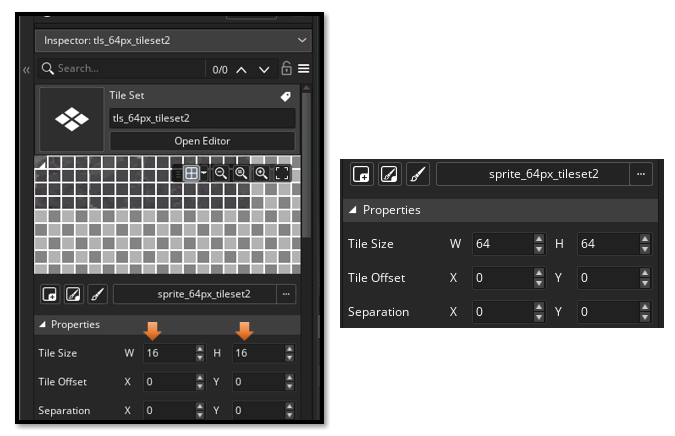 Inspector: tls_64px_tileset2
Search...
0/0
Tile Set
tls_64px_tileset2
Open Editor
sprite_64px_tileset2
...
Properties
Tile Size W 16 H 16
Tile Offset X 0 Y 0
Separation X 0 Y 0
sprite_64px_tileset2
...
Properties
Tile Size W 64 H 64
Tile Offset X 0 Y 0
Separation X 0 Y 0